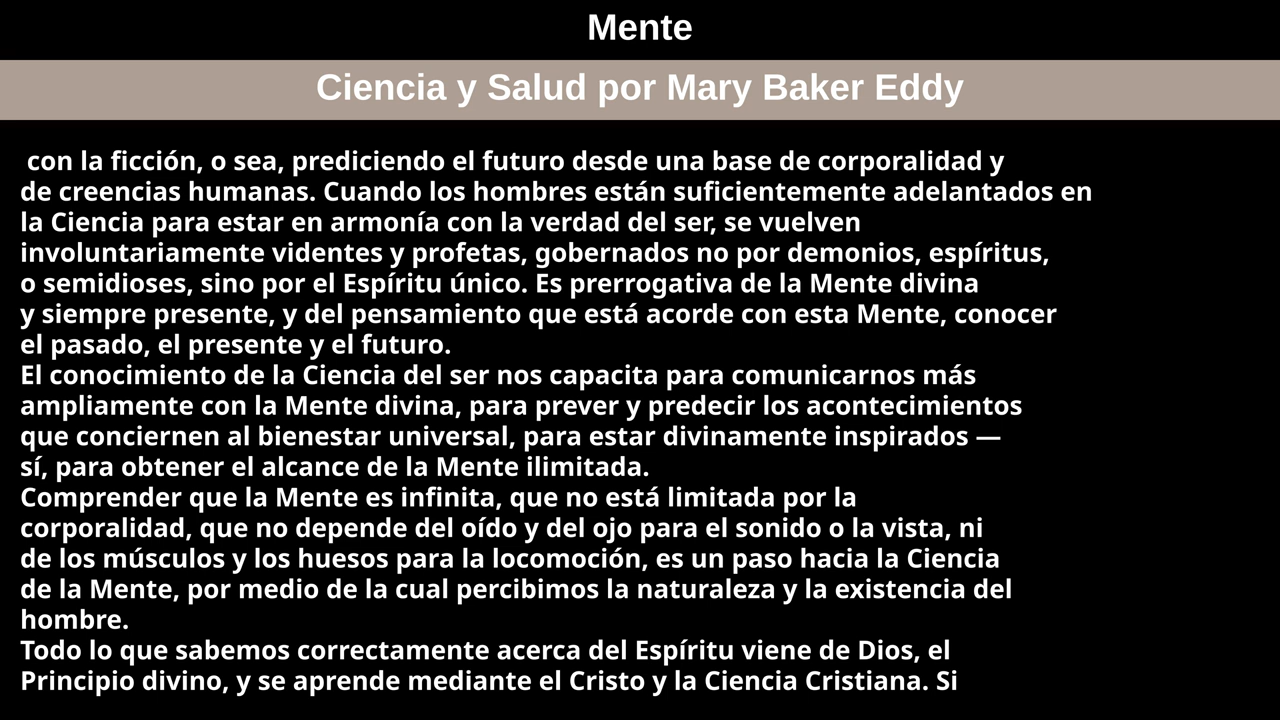 Mente
Ciencia y Salud por Mary Baker Eddy
con la ficción, o sea, prediciendo el futuro desde una base de corporalidad y
de creencias humanas. Cuando los hombres están suficientemente adelantados en
la Ciencia para estar en armonía con la verdad del ser, se vuelven
involuntariamente videntes y profetas, gobernados no por demonios, espíritus,
o semidioses, sino por el Espíritu único. Es prerrogativa de la Mente divina
y siempre presente, y del pensamiento que está acorde con esta Mente, conocer
el pasado, el presente y el futuro.
El conocimiento de la Ciencia del ser nos capacita para comunicarnos más
ampliamente con la Mente divina, para prever y predecir los acontecimientos
que conciernen al bienestar universal, para estar divinamente inspirados —
sí, para obtener el alcance de la Mente ilimitada.
Comprender que la Mente es infinita, que no está limitada por la
corporalidad, que no depende del oído y del ojo para el sonido o la vista, ni
de los músculos y los huesos para la locomoción, es un paso hacia la Ciencia
de la Mente, por medio de la cual percibimos la naturaleza y la existencia del
hombre.
Todo lo que sabemos correctamente acerca del Espíritu viene de Dios, el
Principio divino, y se aprende mediante el Cristo y la Ciencia Cristiana. Si